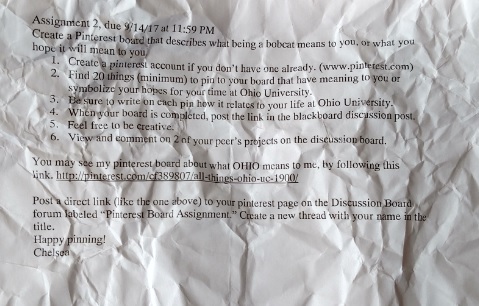 Assignment 2, due 9/14/17 at 11:59 PM
Create a Pinterest board that describes what being a bobcat means to you, or what you
hope it will mean to you.
1. Create a pinterest account if you don't have one already. (www.pinterest.com)
2. Find 20 things (minimum) to pin to your board that have meaning to you or
symbolize your hopes for your time at Ohio University.
3. Be sure to write on each pin how it relates to your life at Ohio University.
4. When your board is completed, post the link in the blackboard discussion post.
5. Feel free to be creative.
6. View and comment on 2 of your peer's projects on the discussion board.
You may see my pinterest board about what OHIO means to me, by following this
link. http://pinterest.com/cf389807/all-things-ohio-uc-1900/
Post a direct link (like the one above) to your pinterest page on the Discussion Board
forum labeled "Pinterest Board Assignment." Create a new thread with your name in the
title.
Happy pinning!
Chelsea